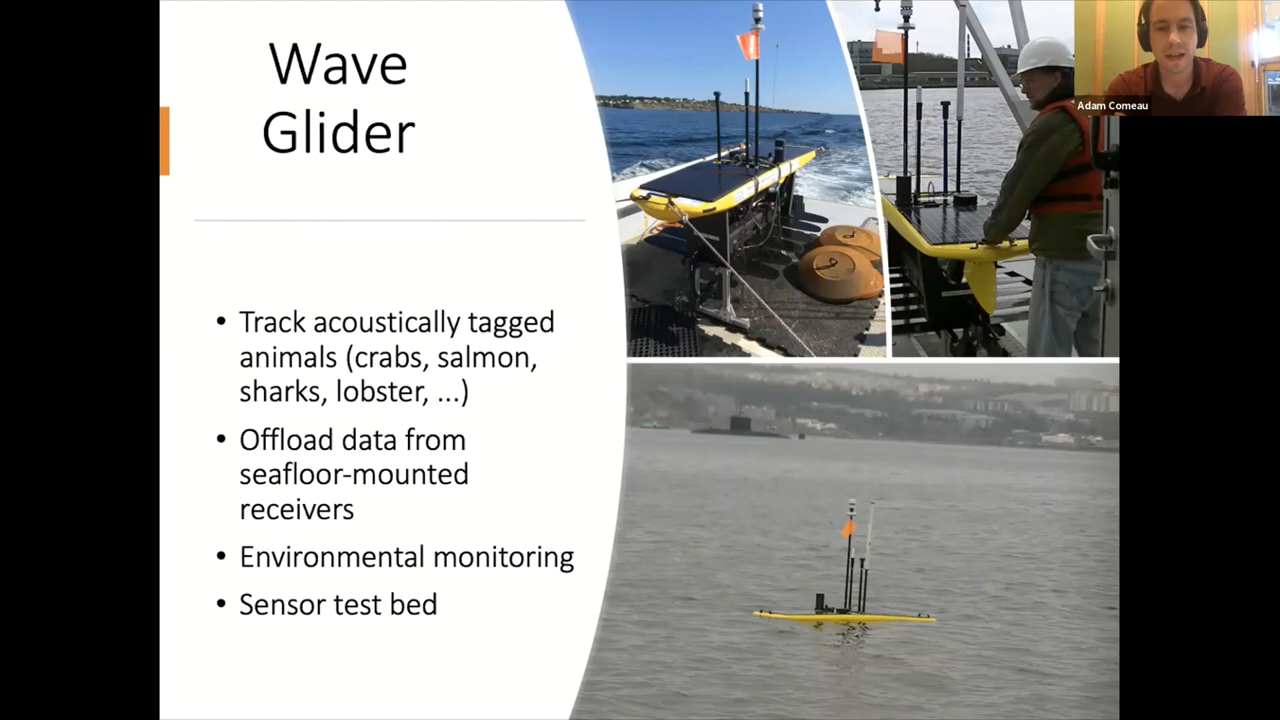 Wave
Glider
• Track acoustically tagged
animals (crabs, salmon,
sharks, lobster, ...)
• Offload data from
seafloor-mounted
receivers
• Environmental monitoring
• Sensor test bed
Adam Comeau